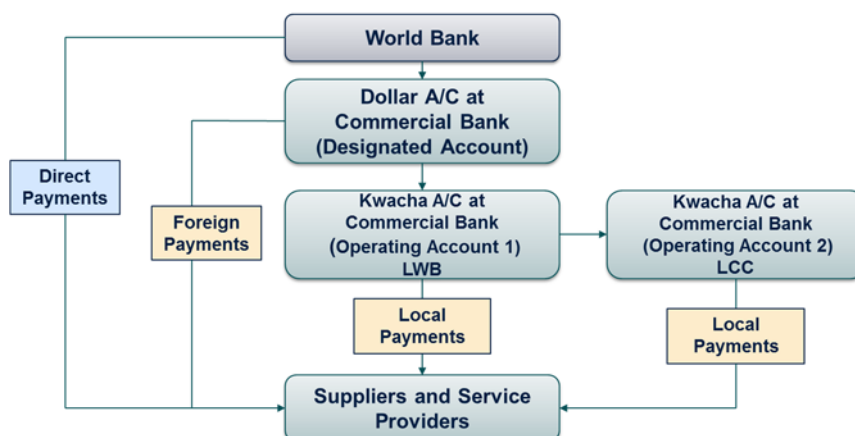 World Bank
Dollar A/C at
Commercial Bank
(Designated Account)
Direct
Payments
Foreign
Payments
Kwacha A/C at
Commercial Bank
(Operating Account 1)
LWB
Kwacha A/C at
Commercial Bank
(Operating Account 2)
LCC
Local
Payments
Local
Payments
Suppliers and Service
Providers